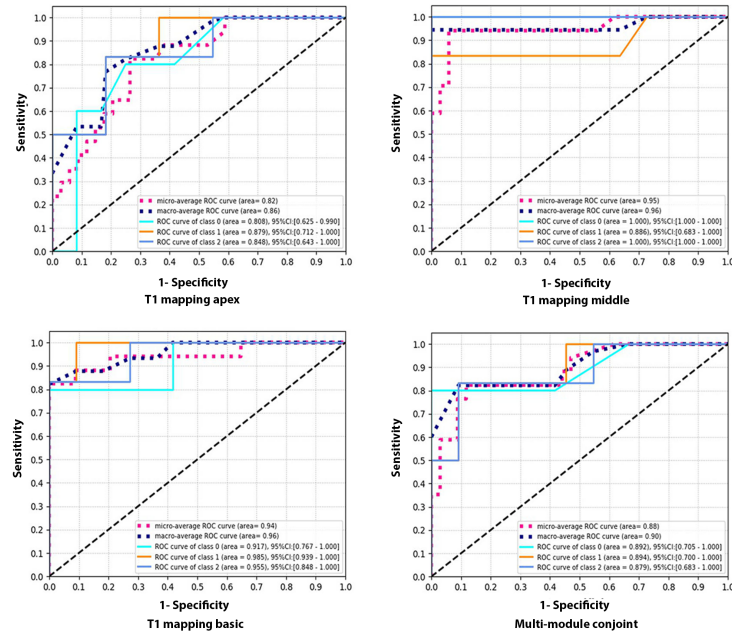 1.0
0.9
0.8
0.7
0.6
0.5
0.4
0.3
0.2
0.1
0.0
Sensitivity
micro-average ROC curve (area= 0.82)
macro-average ROC curve (area= 0.86)
ROC curve of class 0 (area = 0.808), 95%CI:[0.625 - 0.990]
ROC curve of class 1 (area = 0.879), 95%CI:[0.712 - 1.000]
ROC curve of class 2 (area = 0.848), 95%CI:[0.643 - 1.000]
0.0 0.1 0.2 0.3 0.4 0.5 0.6 0.7 0.8 0.9 1.0
1- Specificity
T1 mapping apex
1.0
0.9
0.8
0.7
0.6
0.5
0.4
0.3
0.2
0.1
0.0
Sensitivity
micro-average ROC curve (area= 0.95)
macro-average ROC curve (area= 0.96)
ROC curve of class 0 (area = 1.000), 95%CI:[1.000 - 1.000]
ROC curve of class 1 (area = 0.886), 95%CI:[0.683 - 1.000]
ROC curve of class 2 (area = 1.000), 95%CI:[1.000 - 1.000]
0.0 0.1 0.2 0.3 0.4 0.5 0.6 0.7 0.8 0.9 1.0
1- Specificity
T1 mapping middle
1.0
0.9
0.8
0.7
0.6
0.5
0.4
0.3
0.2
0.1
0.0
Sensitivity
micro-average ROC curve (area= 0.94)
macro-average ROC curve (area= 0.96)
ROC curve of class 0 (area = 0.917), 95%CI:[0.767 - 1.000]
ROC curve of class 1 (area = 0.985), 95%CI:[0.939 - 1.000]
ROC curve of class 2 (area = 0.955), 95%CI:[0.848 - 1.000]
0.0 0.1 0.2 0.3 0.4 0.5 0.6 0.7 0.8 0.9 1.0
1- Specificity
T1 mapping basic
1.0
0.9
0.8
0.7
0.6
0.5
0.4
0.3
0.2
0.1
0.0
Sensitivity
micro-average ROC curve (area= 0.88)
macro-average ROC curve (area= 0.90)
ROC curve of class 0 (area = 0.892), 95%CI:[0.705 - 1.000]
ROC curve of class 1 (area = 0.894), 95%CI:[0.700 - 1.000]
ROC curve of class 2 (area = 0.879), 95%CI:[0.683 - 1.000]
0.0 0.1 0.2 0.3 0.4 0.5 0.6 0.7 0.8 0.9 1.0
1- Specificity
Multi-module conjoint